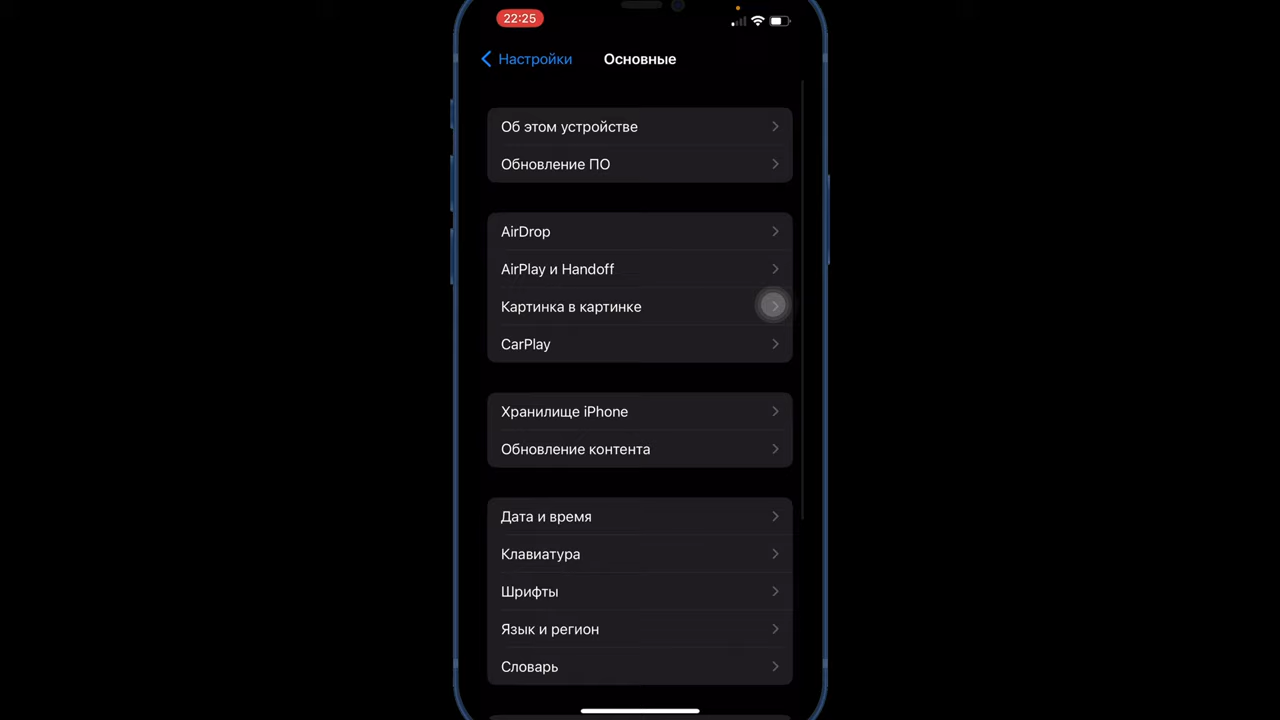 22:25
Настройки
Основные
Об этом устройстве
Обновление ПО
AirDrop
AirPlay и Handoff
Картинка в картинке
CarPlay
Хранилище iPhone
Обновление контента
Дата и время
Клавиатура
Шрифты
Язык и регион
Словарь